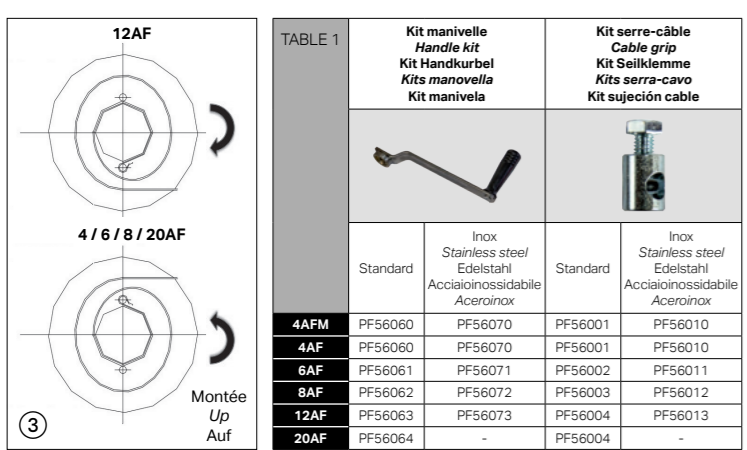 12AF
4 / 6 / 8 / 20AF
Montée
Up
Auf
3
TABLE 1
Kit manivelle
Handle kit
Kit Handkurbel
Kits manovella
Kit manivela
Kit serre-câble
Cable grip
Kit Seilklemme
Kits serra-cavo
Kit sujeción cable
Standard
Inox
Stainless steel
Edelstahl
Acciaioinossidabile
Aceroinox
Standard
Inox
Stainless steel
Edelstahl
Acciaioinossidabile
Aceroinox
4AFM PF56060 PF56070 PF56001 PF56010
4AF PF56060 PF56070 PF56001 PF56010
6AF PF56061 PF56071 PF56002 PF56011
8AF PF56062 PF56072 PF56003 PF56012
12AF PF56063 PF56073 PF56004 PF56013
20AF PF56064 - PF56004 -